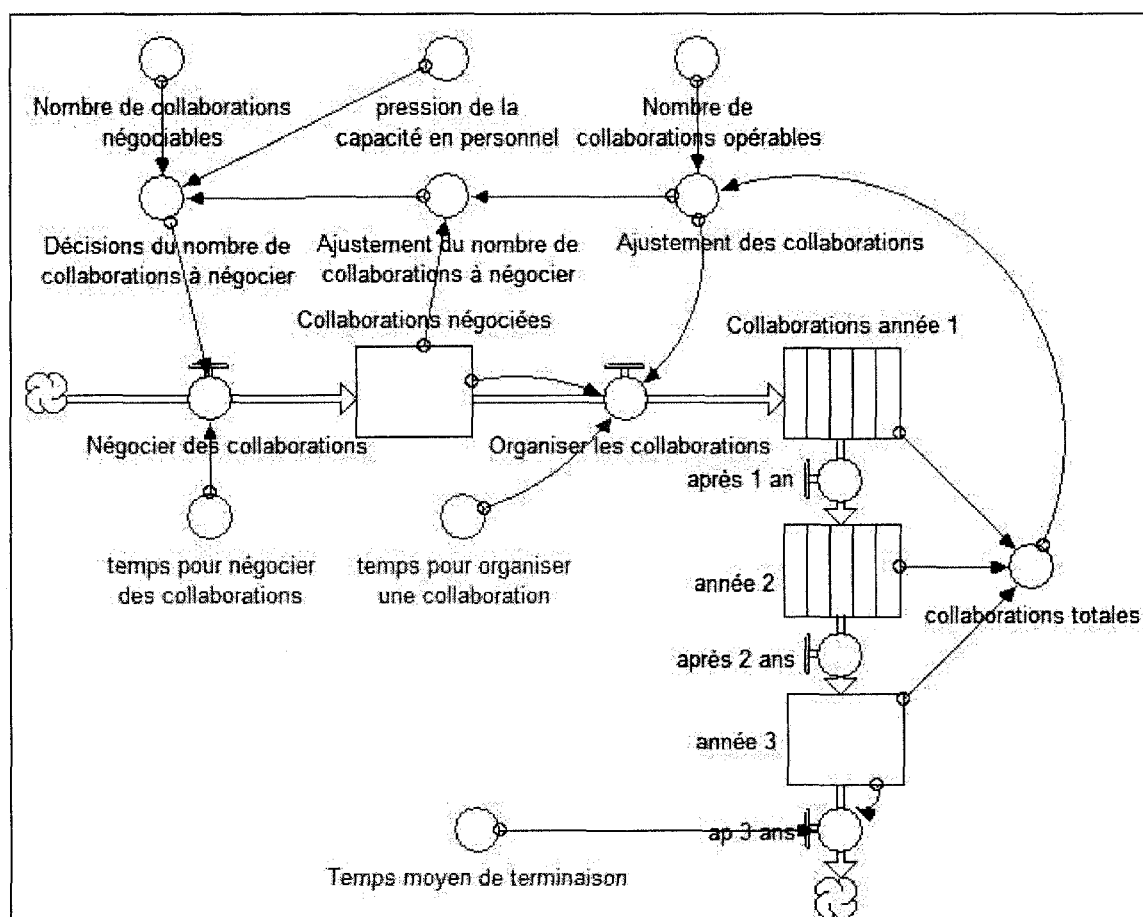 Nombre de collaborations
négociables
pression de la
capacité en personnel
Nombre de
collaborations opérables
Décisions du nombre de
collaborations à négocier
Ajustement du nombre de
collaborations à négocier
Ajustement des collaborations
Collaborations négociées
Collaborations année 1
Négocier des collaborations
Organiser les collaborations
après 1 an
temps pour négocier
des collaborations
temps pour organiser
une collaboration
année 2
collaborations totales
après 2 ans
année 3
ap 3 ans
Temps moyen de terminaison